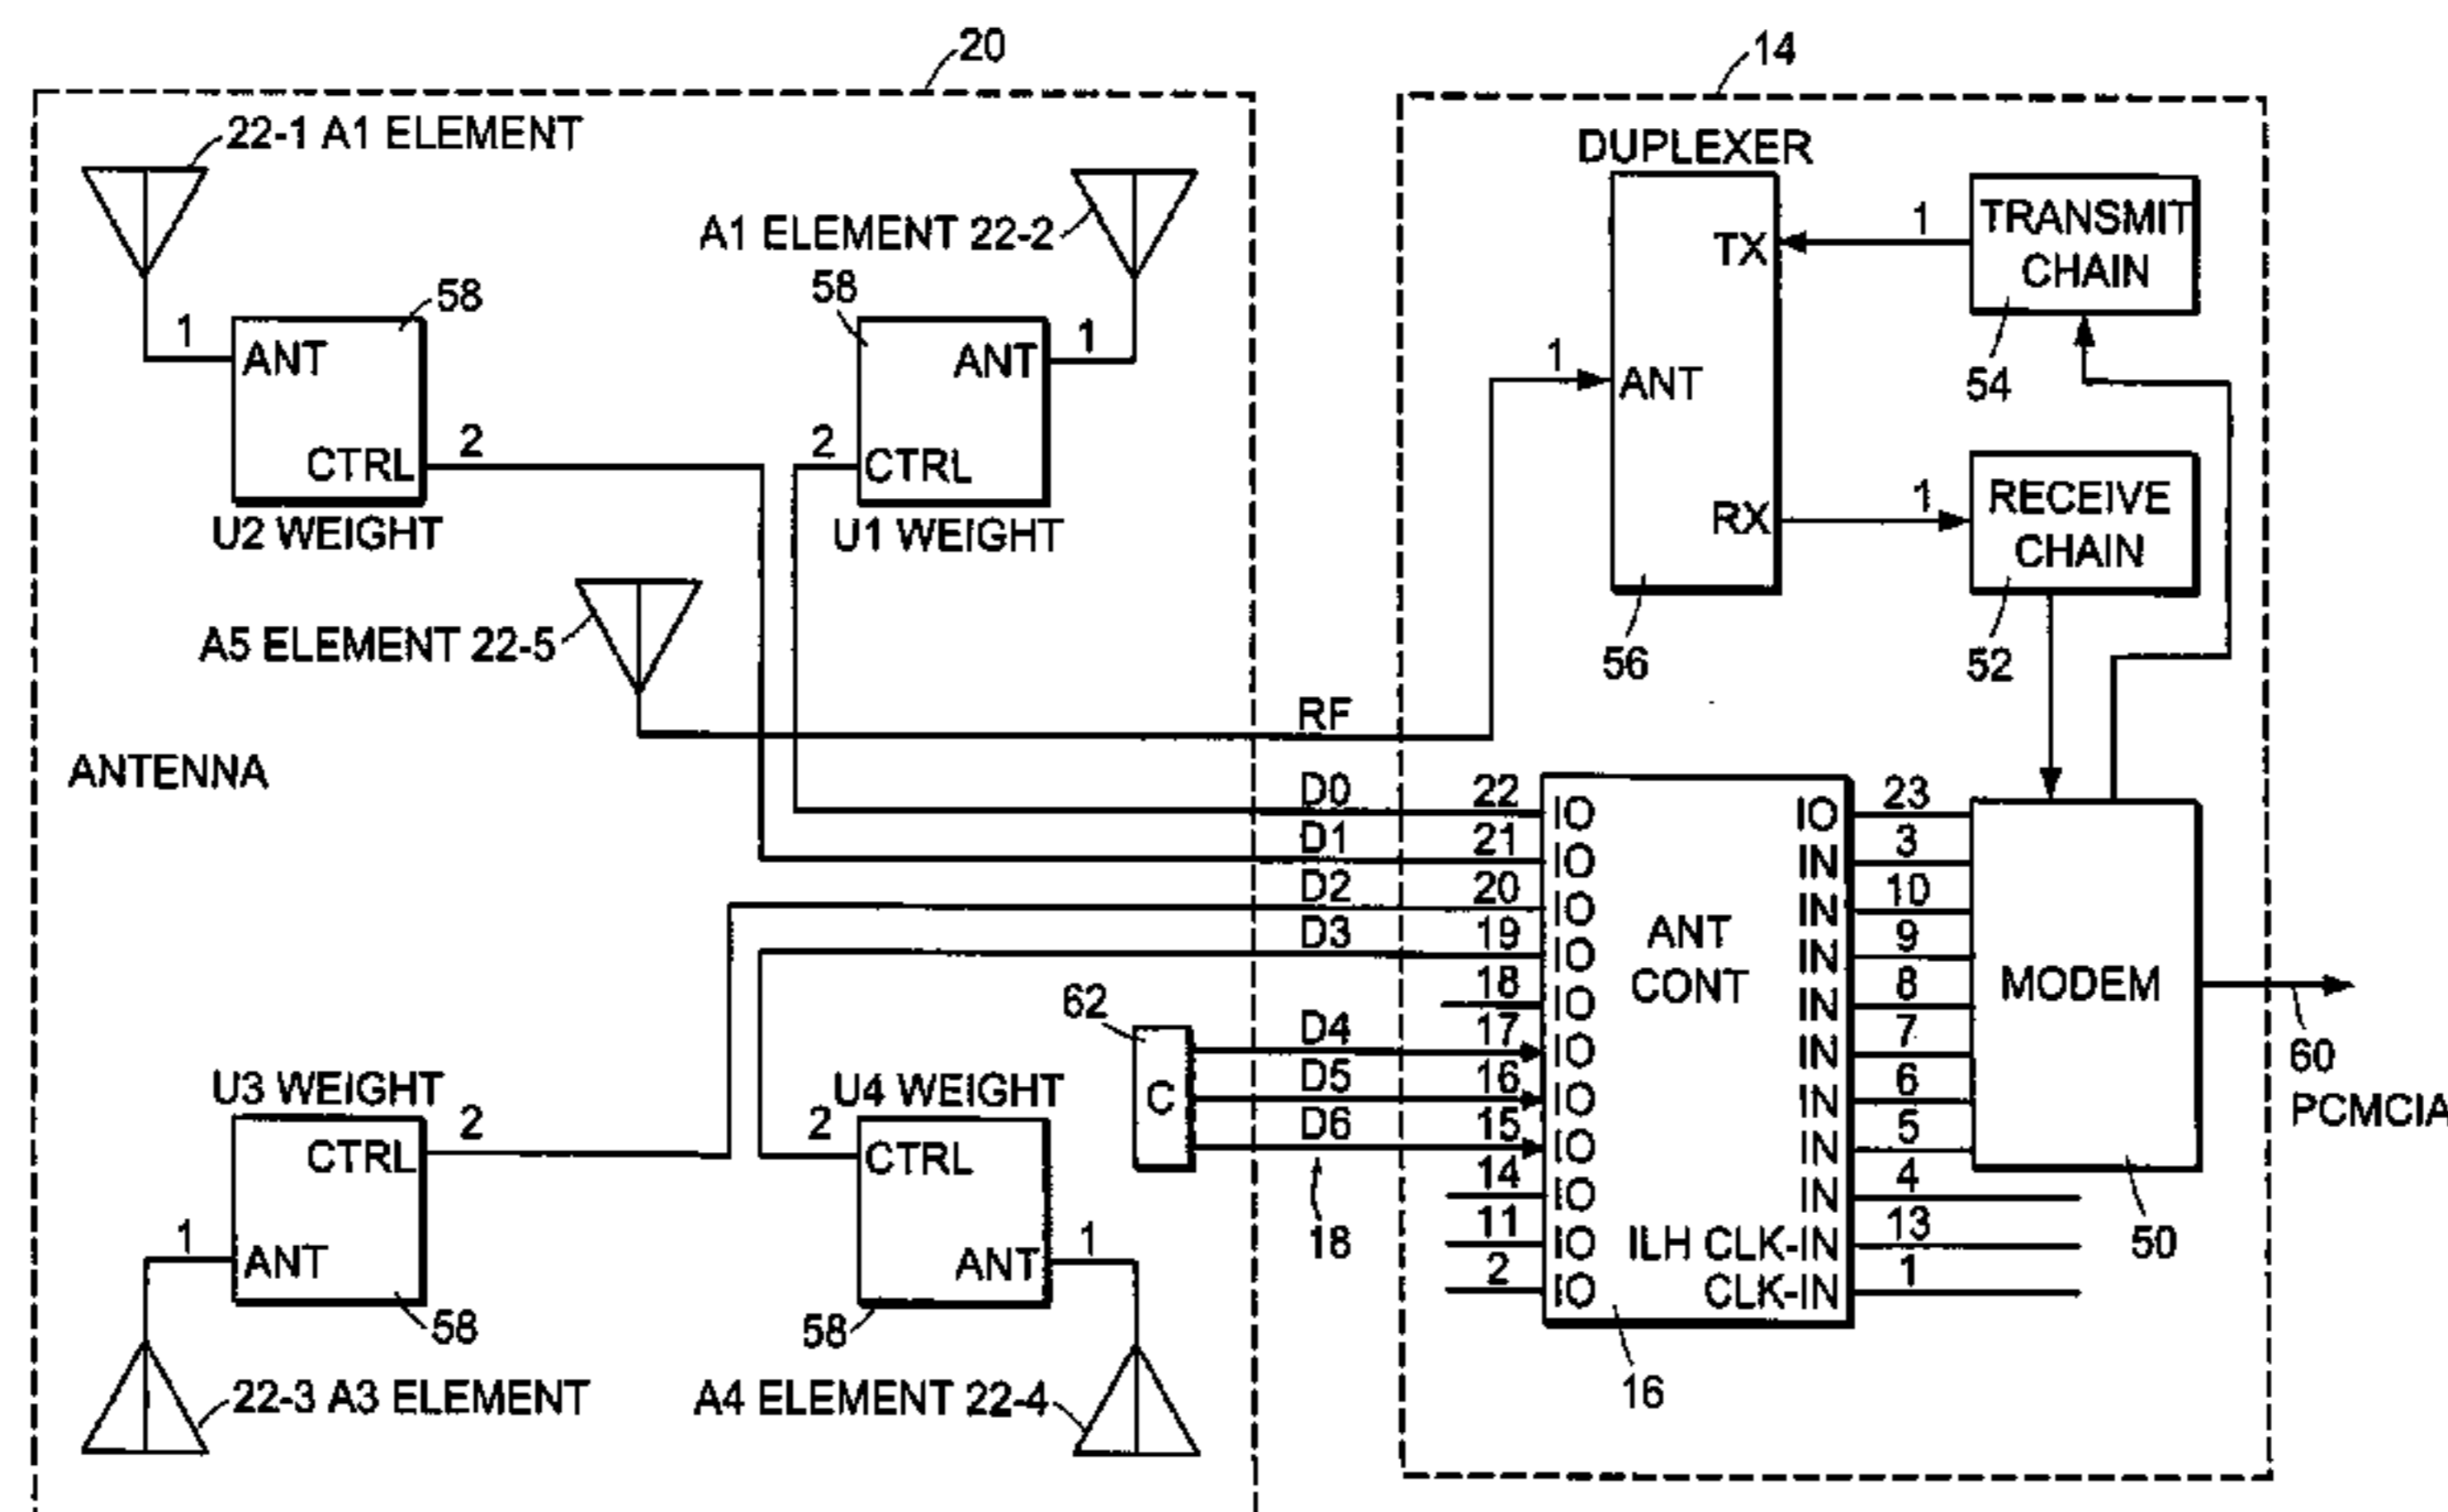 20
14
22-1 A1 ELEMENT
DUPLEXER
A1 ELEMENT 22-2
TX
1
TRANSMIT
CHAIN
58
58
1
ANT
ANT
1
1
ANT
54
CTRL
2
2
CTRL
RX
1
RECEIVE
CHAIN
U2 WEIGHT
U1 WEIGHT
A5 ELEMENT 22-5
56
52
RF
ANTENNA
D0
22
IO
IO
23
D1
21
IO
IN
3
D2
20
IO
IN
10
D3
19
IO
IN
9
ANT
CONT
MODEM
18
IO
IN
8
62
C
D4
17
IO
IN
7
D5
16
IO
IN
6
D6
15
IO
IN
5
60
PCMCIA
U3 WEIGHT
U4 WEIGHT
CTRL
2
2
CTRL
14
IO
IN
4
18
11
IO
ILH CLK-IN
13
50
2
IO
CLK-IN
1
1
ANT
ANT
1
58
58
16
22-3 A3 ELEMENT
A4 ELEMENT 22-4